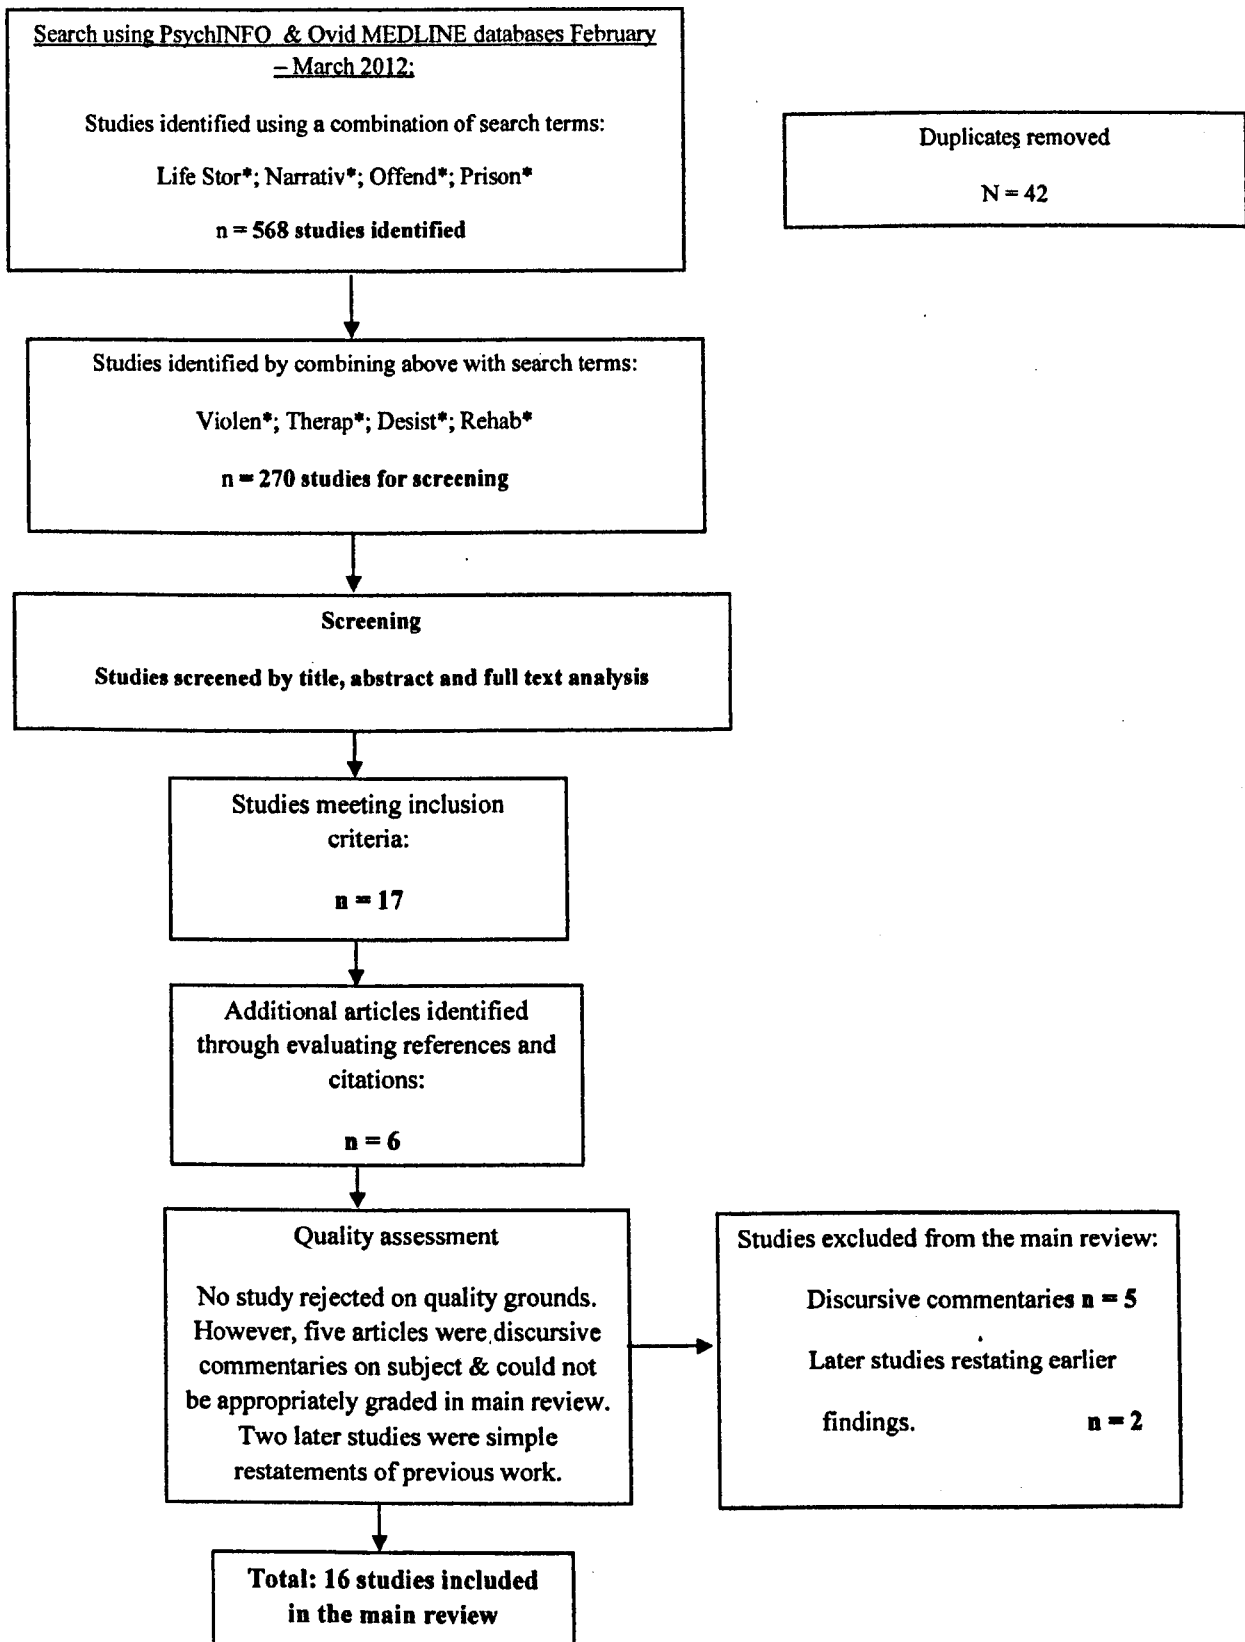 Search using PsychINFO & Ovid MEDLINE databases February
– March 2012:
Studies identified using a combination of search terms:
Life Stor*; Narrativ*; Offend*; Prison*
n = 568 studies identified
Duplicates removed
N = 42
Studies identified by combining above with search terms:
Violen*; Therap*; Desist*; Rehab*
n = 270 studies for screening
Screening
Studies screened by title, abstract and full text analysis
Studies meeting inclusion
criteria:
n = 17
Additional articles identified
through evaluating references and
citations:
n = 6
Quality assessment
No study rejected on quality grounds.
However, five articles were discursive
commentaries on subject & could not
be appropriately graded in main review.
Two later studies were simple
restatements of previous work.
Studies excluded from the main review:
Discursive commentaries n = 5
Later studies restating earlier
findings. n = 2
Total: 16 studies included
in the main review